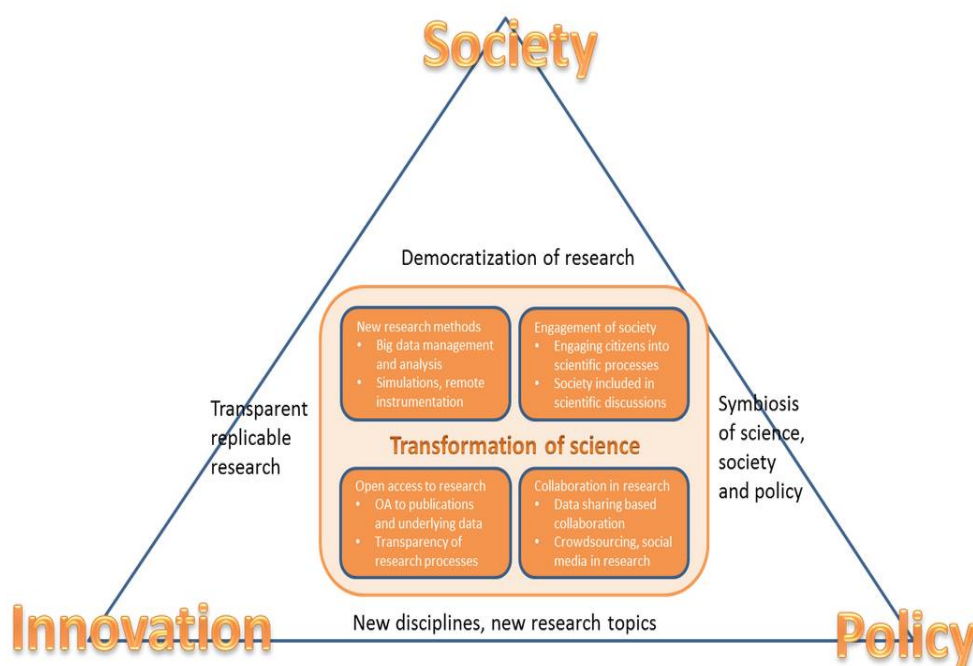 Society
Democratization of research
New research methods
• Big data management
and analysis
• Simulations, remote
instrumentation
Engagement of society
• Engaging citizens into
scientific processes
• Society included in
scientific discussions
Transparent
replicable
research
Transformation of science
Symbiosis
of science,
society
and policy
Open access to research
• OA to publications
and underlying data
• Transparency of
research processes
Collaboration in research
• Data sharing based
collaboration
• Crowdsourcing, social
media in research
Innovation
New disciplines, new research topics
Policy